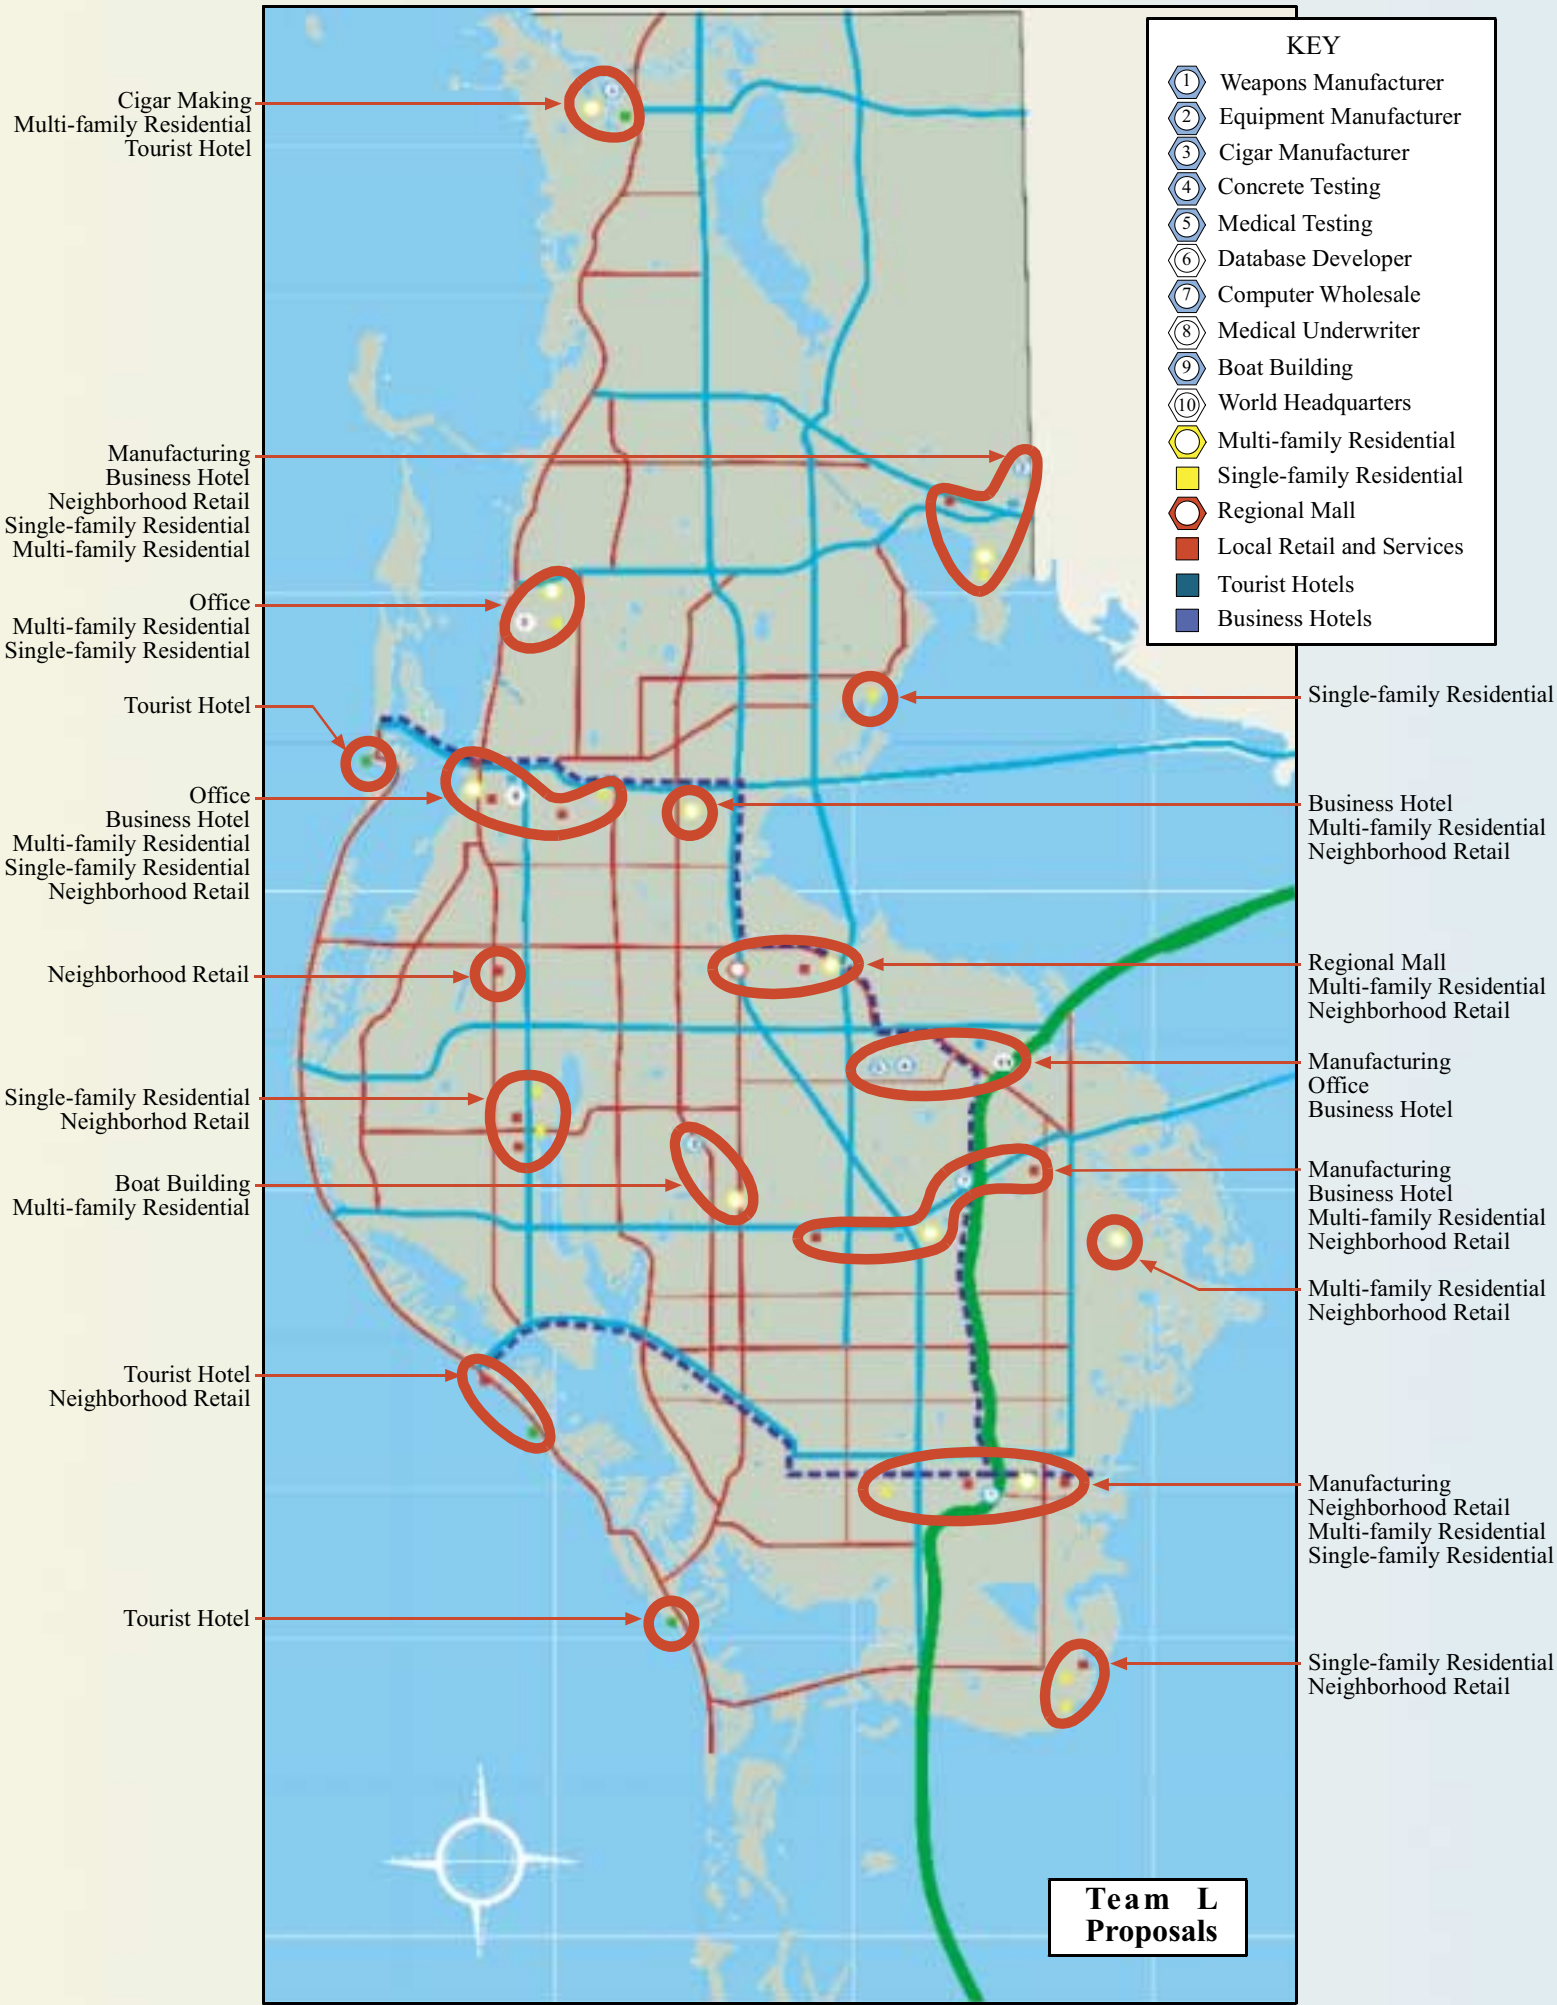 KEY
1 Weapons Manufacturer
2 Equipment Manufacturer
3 Cigar Manufacturer
4 Concrete Testing
5 Medical Testing
6 Database Developer
7 Computer Wholesale
8 Medical Underwriter
9 Boat Building
10 World Headquarters
Multi-family Residential
Single-family Residential
Regional Mall
Local Retail and Services
Tourist Hotels
Business Hotels
Cigar Making
Multi-family Residential
Tourist Hotel
Manufacturing
Business Hotel
Neighborhood Retail
Single-family Residential
Multi-family Residential
Office
Multi-family Residential
Single-family Residential
Tourist Hotel
Office
Business Hotel
Multi-family Residential
Single-family Residential
Neighborhood Retail
Neighborhood Retail
Single-family Residential
Neighborhod Retail
Boat Building
Multi-family Residential
Tourist Hotel
Neighborhood Retail
Tourist Hotel
Single-family Residential
Business Hotel
Multi-family Residential
Neighborhood Retail
Regional Mall
Multi-family Residential
Neighborhood Retail
Manufacturing
Office
Business Hotel
Manufacturing
Business Hotel
Multi-family Residential
Neighborhood Retail
Multi-family Residential
Neighborhood Retail
Manufacturing
Neighborhood Retail
Multi-family Residential
Single-family Residential
Single-family Residential
Neighborhood Retail
Team L
Proposals